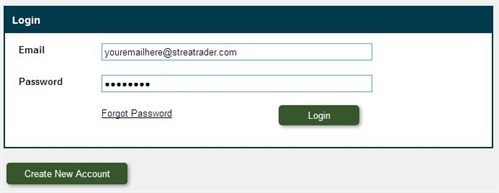 Login
Email youremailhere@streatrader.com
Password ••••••••
Forgot Password Login
Create New Account